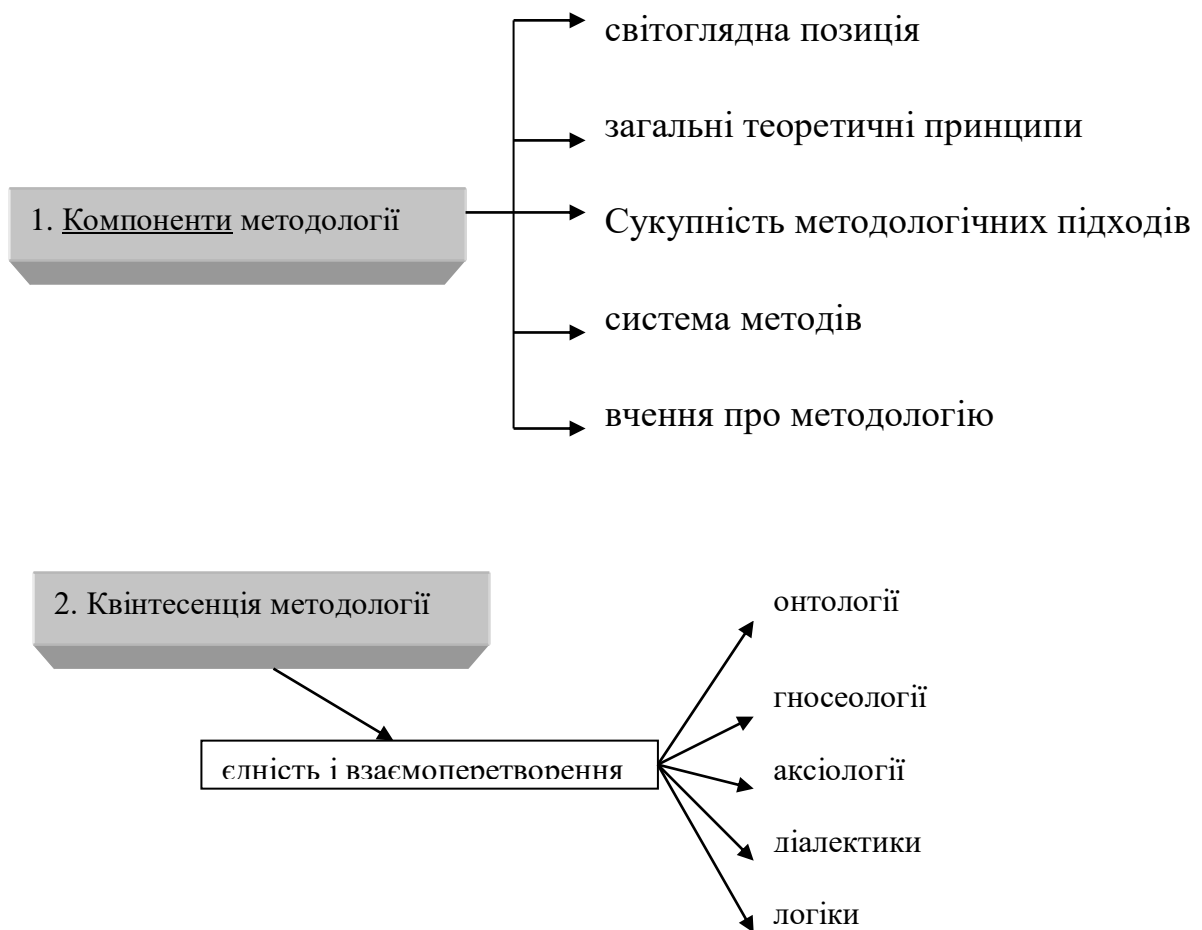 світоглядна позиція
загальні теоретичні принципи
1. Компоненти методології
Сукупність методологічних підходів
система методів
вчення про методологію
2. Квінтесенція методології
онтології
гносеології
єдність і взаємоперетворення
аксіології
діалектики
логіки